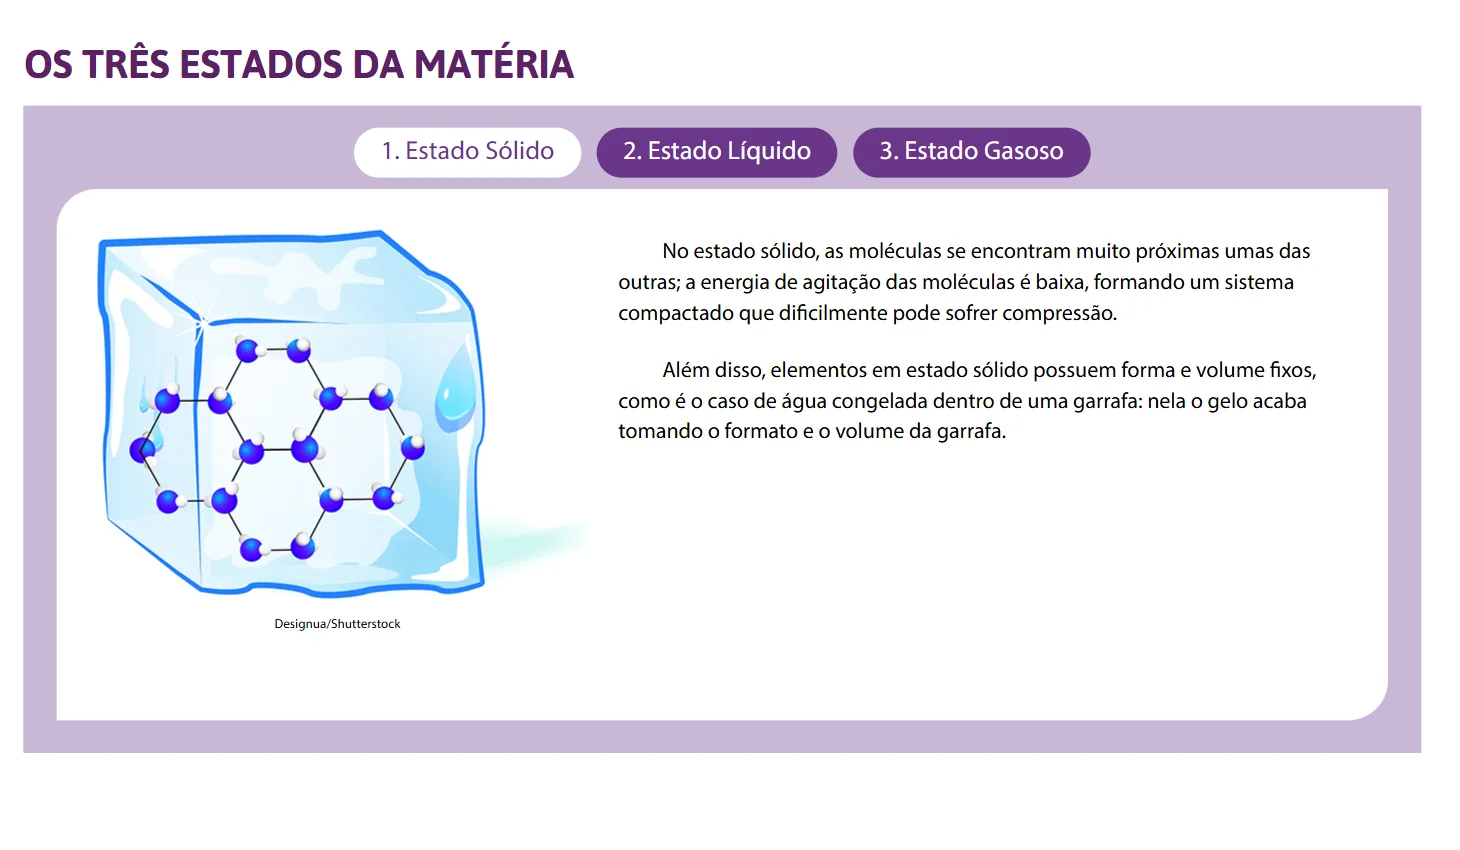 OS TRÊS ESTADOS DA MATÉRIA
1. Estado Sólido
2. Estado Líquido
3. Estado Gasoso
No estado sólido, as moléculas se encontram muito próximas umas das
outras; a energia de agitação das moléculas é baixa, formando um sistema
compactado que dificilmente pode sofrer compressão.
Além disso, elementos em estado sólido possuem forma e volume fixos,
como é o caso de água congelada dentro de uma garrafa: nela o gelo acaba
tomando o formato e o volume da garrafa.
Designua/Shutterstock